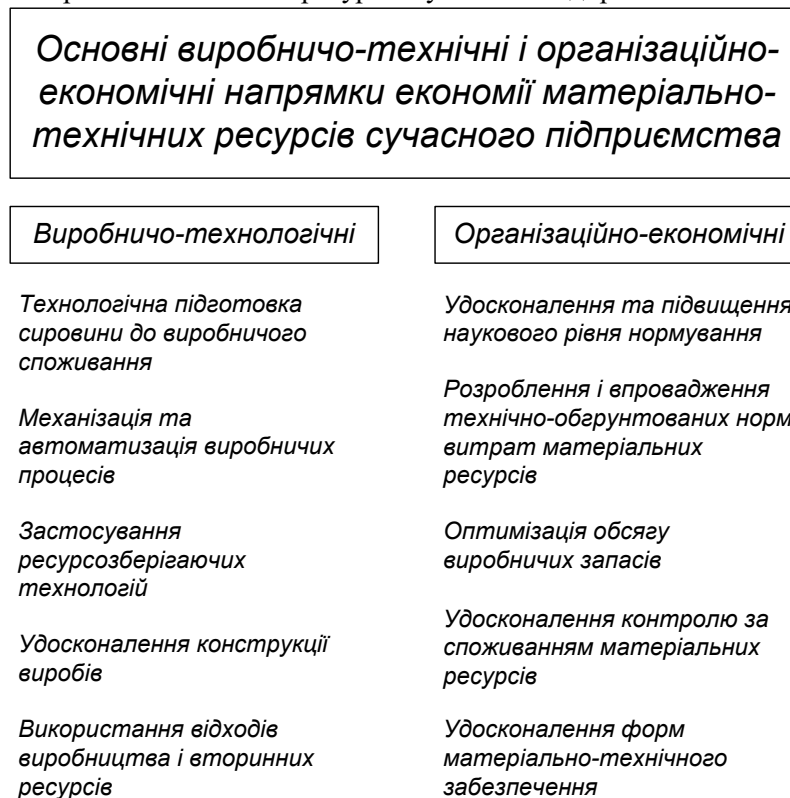 Основні виробничо-технічні і організаційно-
економічні напрямки економії матеріально-
технічних ресурсів сучасного підприємства
Виробничо-технологічні
Технологічна підготовка
сировини до виробничого
споживання
Механізація та
автоматизація виробничих
процесів
Застосування
ресурсозберігаючих
технологій
Удосконалення конструкції
виробів
Використання відходів
виробництва і вторинних
ресурсів
Організаційно-економічні
Удосконалення та підвищення
наукового рівня нормування
Розроблення і впровадження
технічно-обгрунтованих норм
витрат матеріальних
ресурсів
Оптимізація обсягу
виробничих запасів
Удосконалення контролю за
споживанням матеріальних
ресурсів
Удосконалення форм
матеріально-технічного
забезпечення